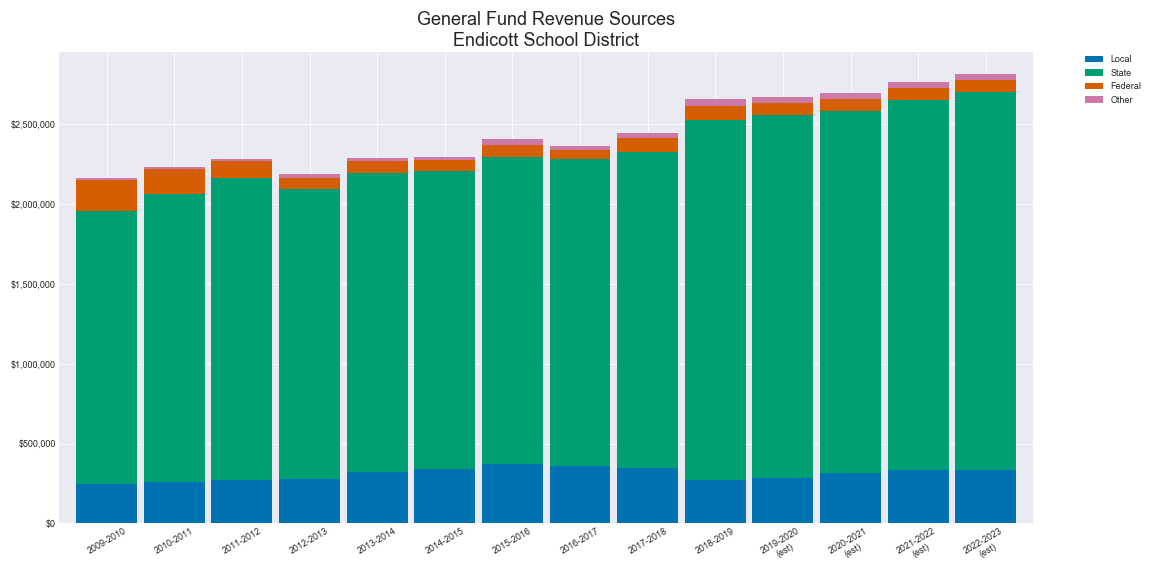 General Fund Revenue Sources
Endicott School District
Local
State
Federal
Other
$2,500,000
$2,000,000
$1,500,000
$1,000,000
$500,000
$0
2009-2010
2010-2011
2011-2012
2012-2013
2013-2014
2014-2015
2015-2016
2016-2017
2017-2018
2018-2019
2019-2020
(est)
2020-2021
(est)
2021-2022
(est)
2022-2023
(est)